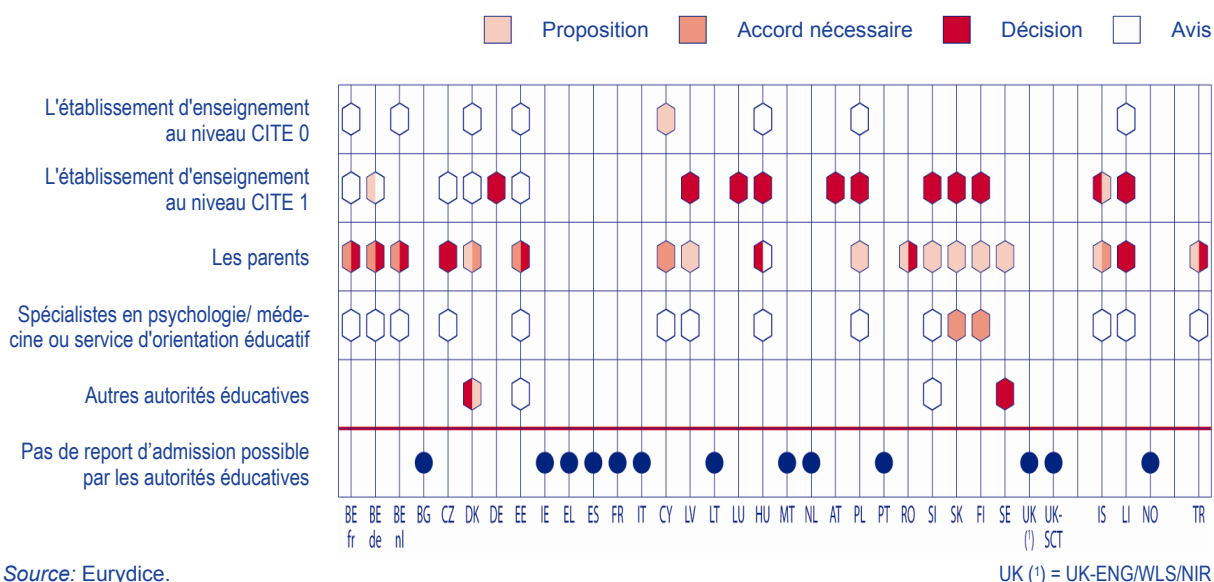 Proposition Accord nécessaire Décision Avis
L'établissement d'enseignement
au niveau CITE 0
L'établissement d'enseignement
au niveau CITE 1
Les parents
Spécialistes en psychologie/ méde-
cine ou service d'orientation éducatif
Autres autorités éducatives
Pas de report d’admission possible
par les autorités éducatives
BE BE BE BG CZ DK DE EE IE EL ES FR IT CY LV LT LU HU MT NL AT PL PT RO SI SK FI SE UK UK- IS LI NO TR
fr de nl (¹) SCT
Source: Eurydice. UK (¹) = UK-ENG/WLS/NIR